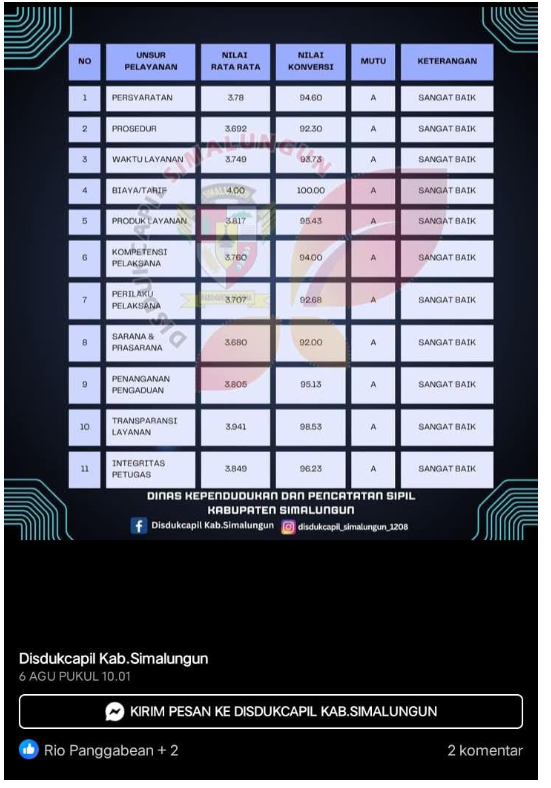 NO UNSUR PELAYANAN NILAI RATA RATA NILAI KONVERSI MUTU KETERANGAN
1 PERSYARATAN 3.78 94.60 A SANGAT BAIK
2 PROSEDUR 3.692 92.30 A SANGAT BAIK
3 WAKTU LAYANAN 3.749 93.73 A SANGAT BAIK
4 BIAYA/TARIF 4.00 100.00 A SANGAT BAIK
5 PRODUK LAYANAN 3.817 95.43 A SANGAT BAIK
6 KOMPETENSI PELAKSANA 3.760 94.00 A SANGAT BAIK
7 PERILAKU PELAKSANA 3.707 92.68 A SANGAT BAIK
8 SARANA & PRASARANA 3.680 92.00 A SANGAT BAIK
9 PENANGANAN PENGADUAN 3.805 95.13 A SANGAT BAIK
10 TRANSPARANSI LAYANAN 3.941 98.53 A SANGAT BAIK
11 INTEGRITAS PETUGAS 3.849 96.23 A SANGAT BAIK
DISDUKCAPIL SIMALUNGUN
DINAS KEPENDUDUKAN DAN PENCATATAN SIPIL
KABUPATEN SIMALUNGUN
Disdukcapil Kab.Simalungun disdukcapil_simalungun_1208
Disdukcapil Kab.Simalungun
6 AGU PUKUL 10.01
KIRIM PESAN KE DISDUKCAPIL KAB.SIMALUNGUN
Rio Panggabean + 2 2 komentar